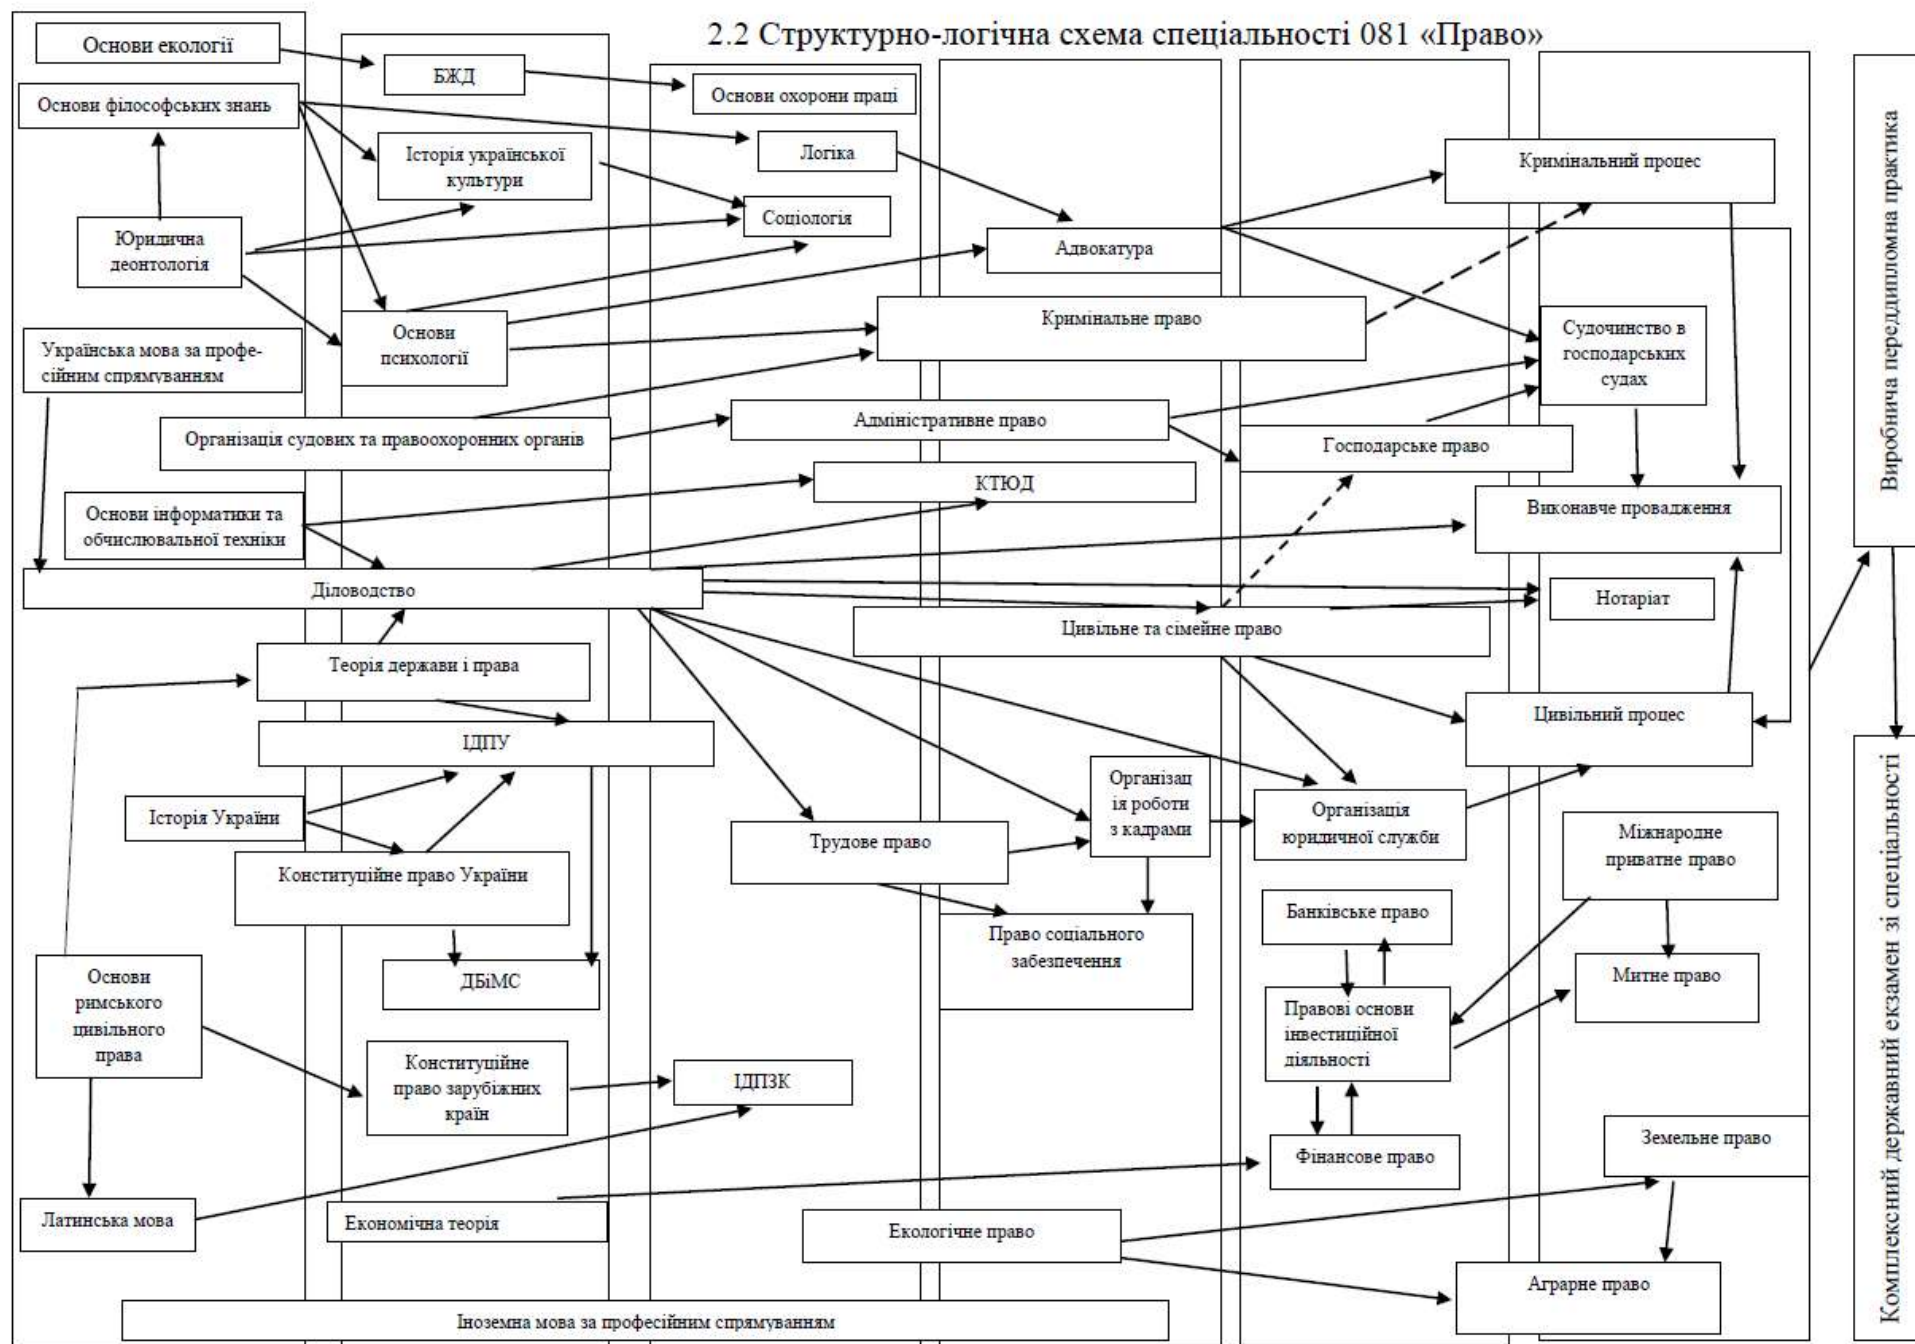 2.2 Структурно-логічна схема спеціальності 081 «Право»
Основи екології
БЖД
Основи охорони праці
Основи філософських знань
Логіка
Історія української
культури
Кримінальний процес
Соціологія
Юридична
деонтологія
Адвокатура
Кримінальне право
Судочинство в
господарських
судах
Основи
психології
Українська мова за профе-
сійним спрямуванням
Організація судових та правоохоронних органів
Адміністративне право
Господарське право
КТЮД
Основи інформатики та
обчислювальної техніки
Виконавче провадження
Діловодство
Нотаріат
Цивільне та сімейне право
Теорія держави і права
ІДПУ
Цивільний процес
Історія України
Організац
ія роботи
з кадрами
Організація
юридичної служби
Трудове право
Міжнародне
приватне право
Конституційне право України
Банківське право
Право соціального
забезпечення
Митне право
ДБіМС
Основи
римського
цивільного
права
Правові основи
інвестиційної
діяльності
Конституційне
право зарубіжних
країн
ІДПЗК
Земельне право
Фінансове право
Латинська мова
Економічна теорія
Екологічне право
Аграрне право
Іноземна мова за професійним спрямуванням
Виробнича переддипломна практика
Комплексний державний екзамен зі спеціальності